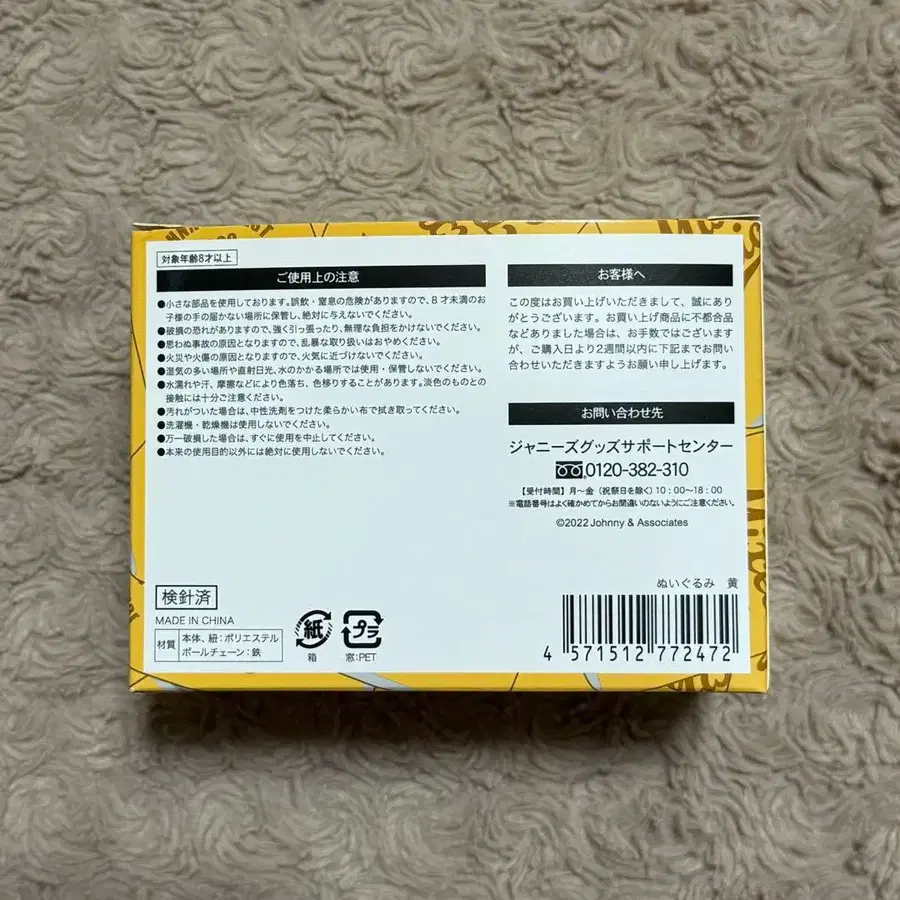 対象年齢8才以上
ご使用上の注意
●小さな部品を使用しております。誤飲・窒息の危険がありますので、8才未満のお
子様の手の届かない場所に保管し、絶対に与えないでください。
●破損の恐れがありますので、強く引っ張ったり、無理な負担をかけないでください。
●思わぬ事故の原因となりますので、乱暴な取り扱いはおやめください。
●火災や火傷の原因となりますので、火気に近づけないでください。
●湿気の多い場所や直射日光、水のかかる場所では使用・保管しないでください。
●水濡れや汗、摩擦などにより色落ち、色移りすることがあります。淡色のものとの
接触には十分ご注意ください。
●汚れがついた場合は、中性洗剤をつけた柔らかい布で拭き取ってください。
●洗濯機・乾燥機は使用しないでください。
●万一破損した場合は、すぐに使用を中止してください。
●本来の使用目的以外には絶対に使用しないでください。
検針済
MADE IN CHINA
材質
本体、紐:ポリエステル
ボールチェーン:鉄
紙
箱
プラ
窓:PET
お客様へ
この度はお買い上げいただきまして、誠にあり
がとうございます。お買い上げ商品に不都合品
などありました場合は、お手数ではございます
が、ご購入日より2週間以内に下記までお問い
合わせいただきますようお願い申し上げます。
お問い合わせ先
ジャニーズグッズサポートセンター
0120-382-310
【受付時間】月〜金(祝祭日を除く)10:00〜18:00
※電話番号はよく確かめてからお間違いのないようにご注意ください。
©2022 Johnny & Associates
ぬいぐるみ 黄
4 571512 772472